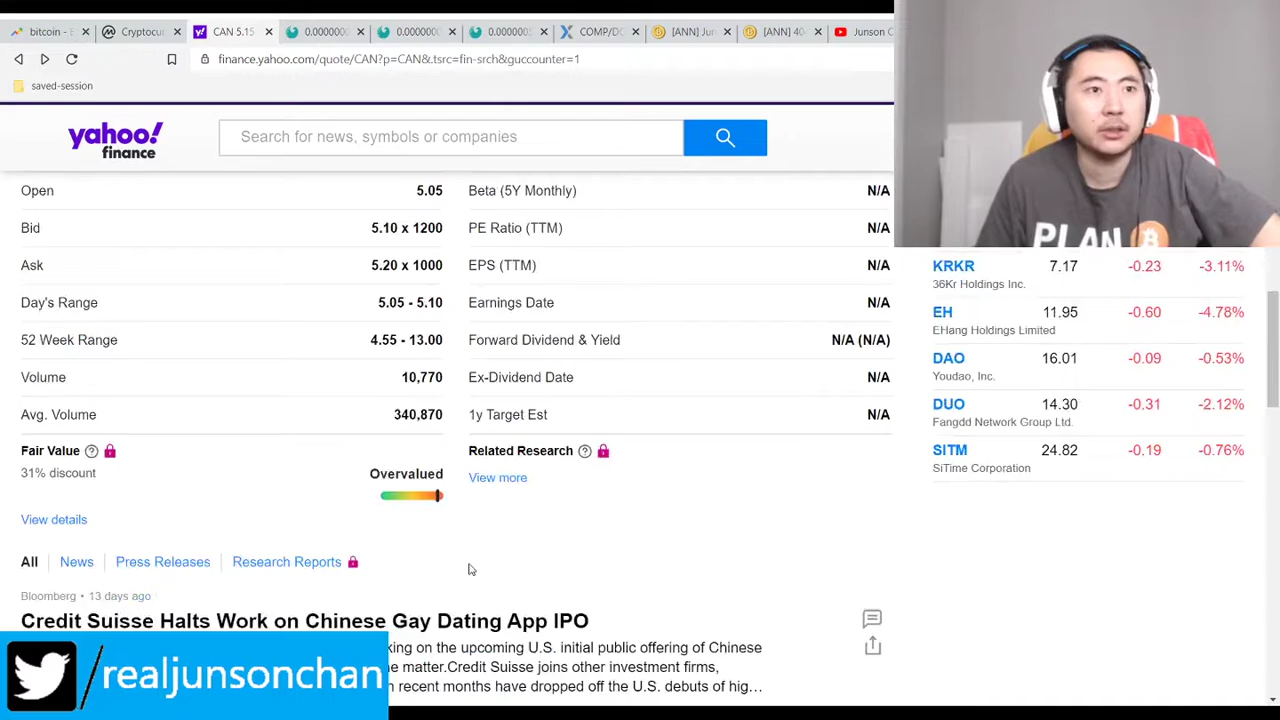 bitcoin - E
Cryptocu
CAN 5.15
0.000000
0.0000000
0.0000000
COMP/DO
[ANN] Jun
[ANN] 40
Junson C
finance.yahoo.com/quote/CAN?p=CAN&.tsrc=fin-srch&guccounter=1
saved-session
yahoo!
finance
Search for news, symbols or companies
Open 5.05
Bid 5.10 x 1200
Ask 5.20 x 1000
Day's Range 5.05 - 5.10
52 Week Range 4.55 - 13.00
Volume 10,770
Avg. Volume 340,870
Beta (5Y Monthly) N/A
PE Ratio (TTM) N/A
EPS (TTM) N/A
Earnings Date N/A
Forward Dividend & Yield N/A (N/A)
Ex-Dividend Date N/A
1y Target Est N/A
PLAN
KRKR 7.17 -0.23 -3.11%
36Kr Holdings Inc.
EH 11.95 -0.60 -4.78%
EHang Holdings Limited
DAO 16.01 -0.09 -0.53%
Youdao, Inc.
DUO 14.30 -0.31 -2.12%
Fangdd Network Group Ltd.
SITM 24.82 -0.19 -0.76%
SiTime Corporation
Fair Value
31% discount
Overvalued
View details
Related Research
View more
All News Press Releases Research Reports
Bloomberg • 13 days ago
Credit Suisse Halts Work on Chinese Gay Dating App IPO
king on the upcoming U.S. initial public offering of Chinese
e matter.Credit Suisse joins other investment firms,
recent months have dropped off the U.S. debuts of hig...
/realjunsonchan